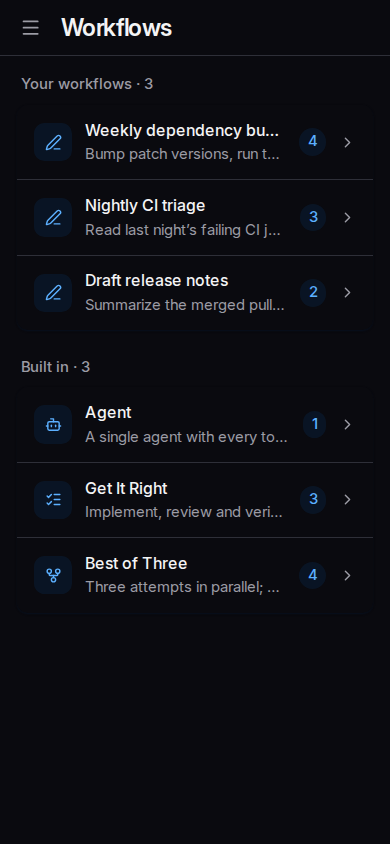 Workflows
Your workflows · 3
Weekly dependency bu...
4
Bump patch versions, run t...
Nightly CI triage
3
Read last night’s failing CI j...
Draft release notes
2
Summarize the merged pull...
Built in · 3
Agent
1
A single agent with every to...
Get It Right
3
Implement, review and veri...
Best of Three
4
Three attempts in parallel; ...